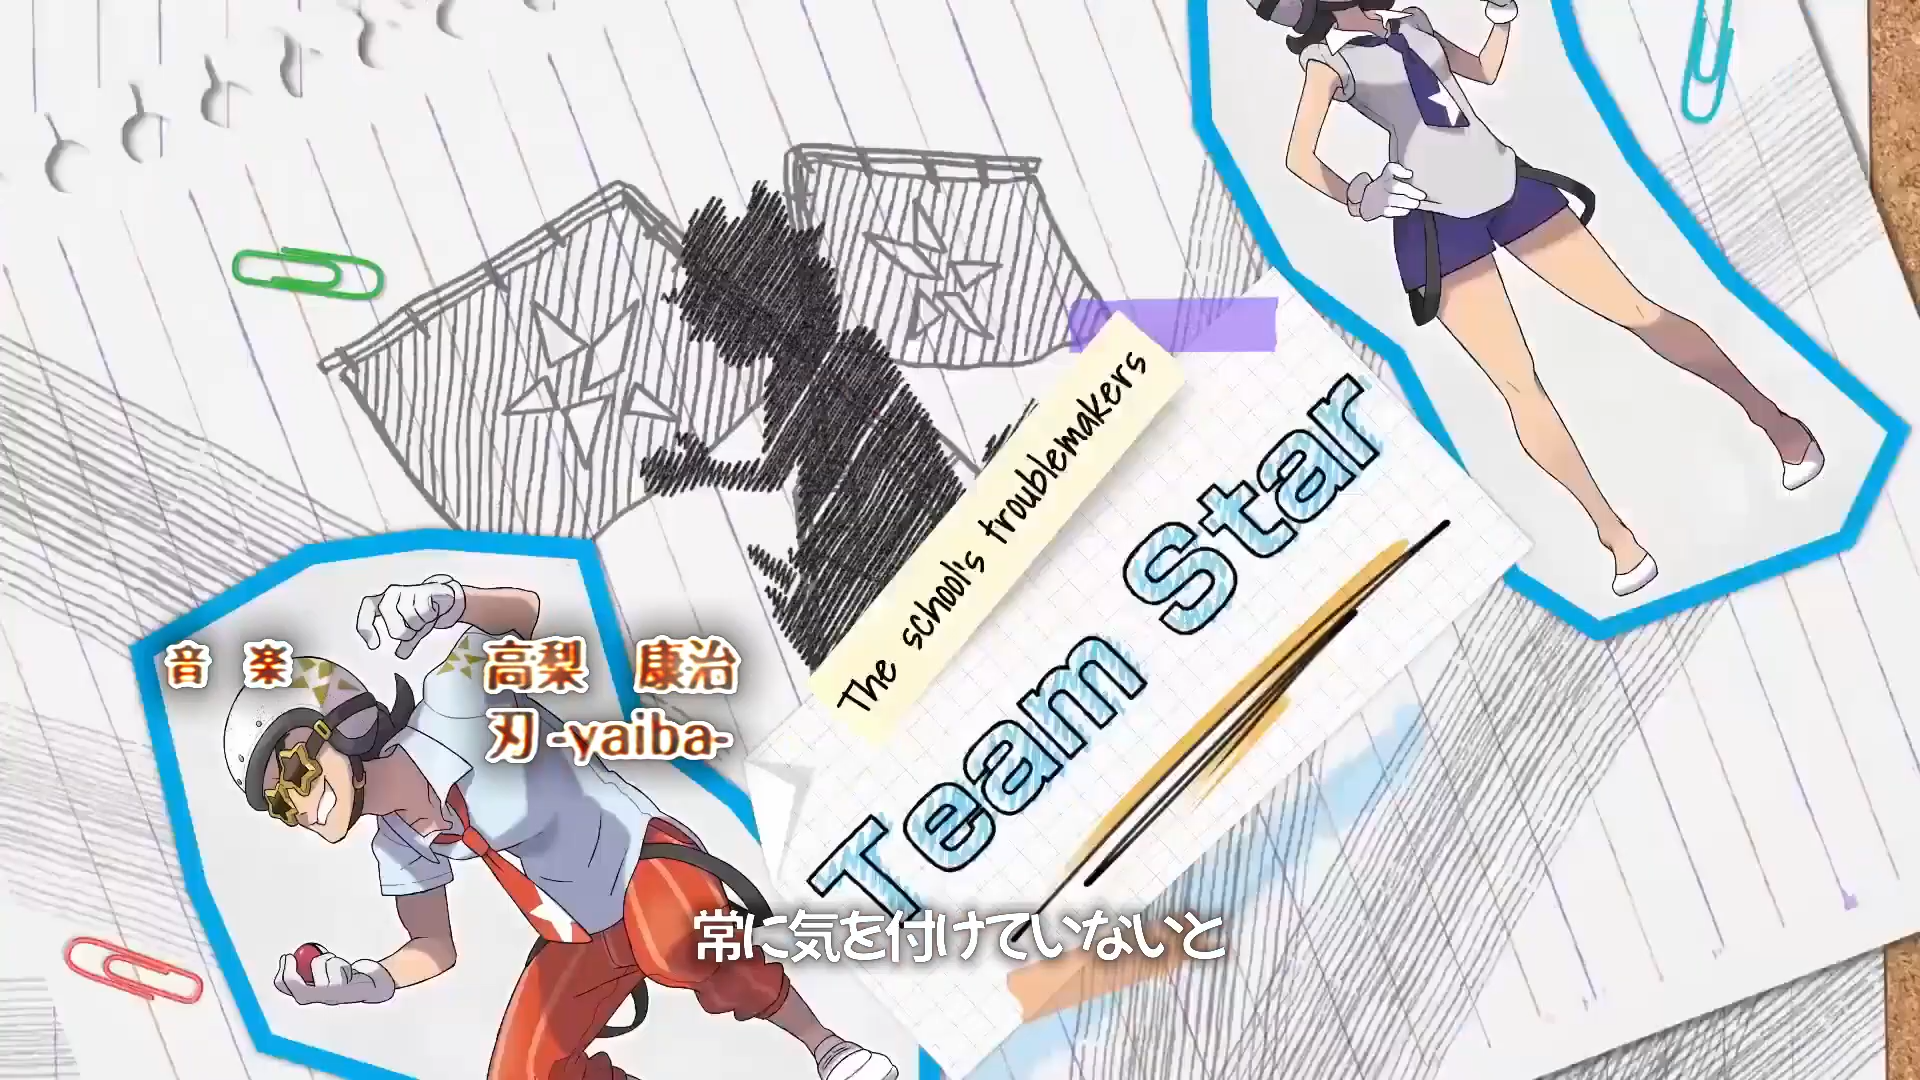 The school's troublemakers
Team Star
音楽 高梨 康治
刃-yaiba-
常に気を付けていないと